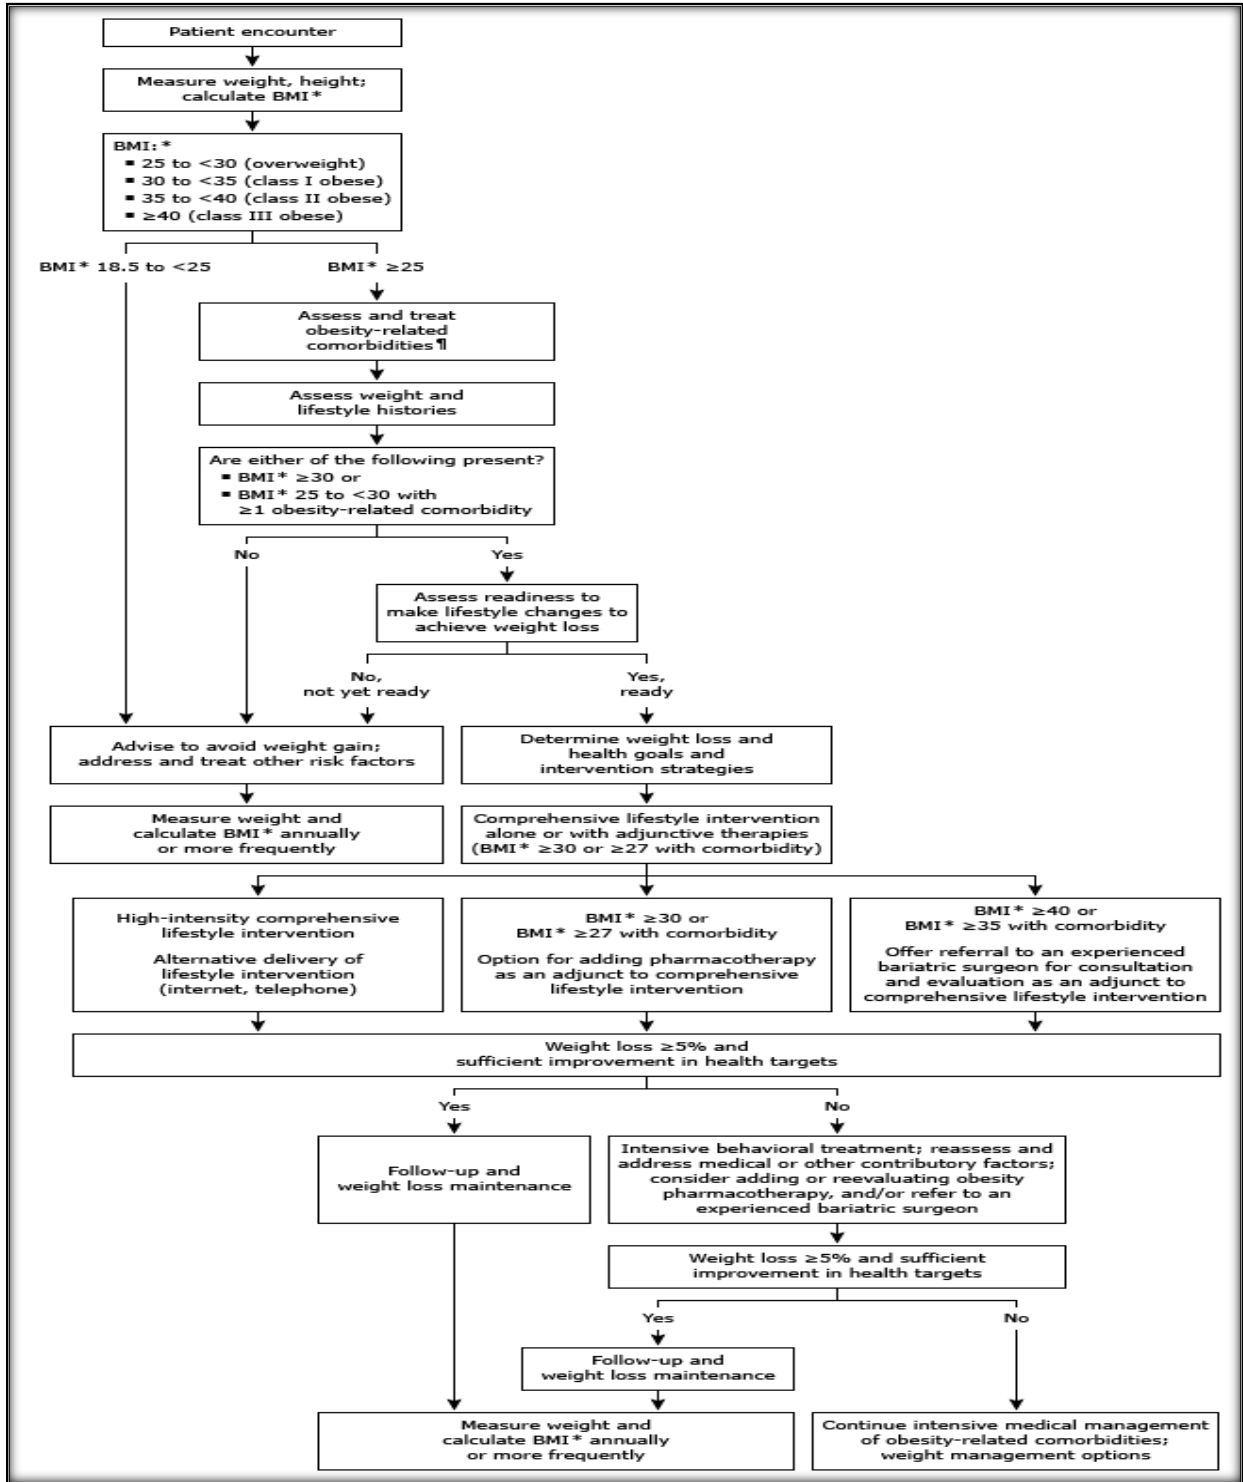 Patient encounter
Measure weight, height;
calculate BMI*
BMI:*
▪ 25 to <30 (overweight)
▪ 30 to <35 (class I obese)
▪ 35 to <40 (class II obese)
▪ ≥40 (class III obese)
BMI* 18.5 to <25
BMI* ≥25
Assess and treat
obesity-related
comorbidities¶
Assess weight and
lifestyle histories
Are either of the following present?
▪ BMI* ≥30 or
▪ BMI* 25 to <30 with
≥1 obesity-related comorbidity
No
Yes
Assess readiness to
make lifestyle changes to
achieve weight loss
No,
not yet ready
Yes,
ready
Advise to avoid weight gain;
address and treat other risk factors
Determine weight loss and
health goals and
intervention strategies
Measure weight and
calculate BMI* annually
or more frequently
Comprehensive lifestyle intervention
alone or with adjunctive therapies
(BMI* ≥30 or ≥27 with comorbidity)
High-intensity comprehensive
lifestyle intervention
Alternative delivery of
lifestyle intervention
(internet, telephone)
BMI* ≥30 or
BMI* ≥27 with comorbidity
Option for adding pharmacotherapy
as an adjunct to comprehensive
lifestyle intervention
BMI* ≥40 or
BMI* ≥35 with comorbidity
Offer referral to an experienced
bariatric surgeon for consultation
and evaluation as an adjunct to
comprehensive lifestyle intervention
Weight loss ≥5% and
sufficient improvement in health targets
Yes
No
Follow-up and
weight loss maintenance
Intensive behavioral treatment; reassess and
address medical or other contributory factors;
consider adding or reevaluating obesity
pharmacotherapy, and/or refer to an
experienced bariatric surgeon
Weight loss ≥5% and sufficient
improvement in health targets
Yes
No
Follow-up and
weight loss maintenance
Measure weight and
calculate BMI* annually
or more frequently
Continue intensive medical management
of obesity-related comorbidities;
weight management options